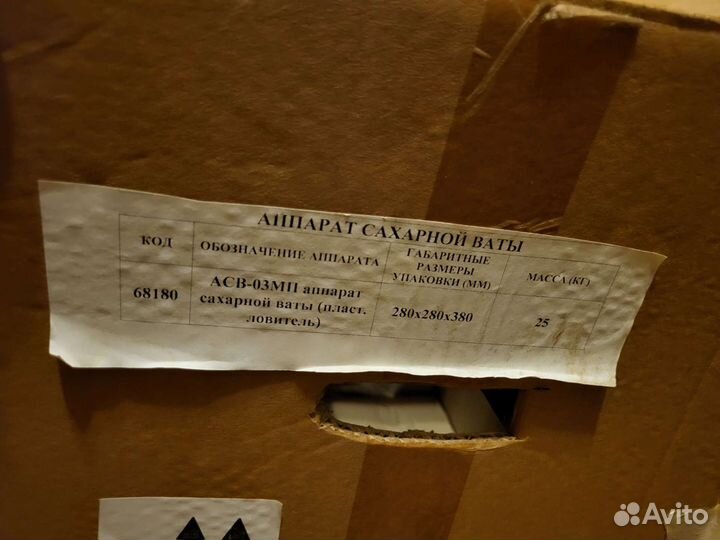 АППАРАТ САХАРНОЙ ВАТЫ
КОД
ОБОЗНАЧЕНИЕ АППАРАТА
ГАБАРИТНЫЕ
РАЗМЕРЫ
УПАКОВКИ (ММ)
МАССА (КГ)
68180
АСВ-03МП аппарат
сахарной ваты (пласт.
ловитель)
280х280х380
25
Avito